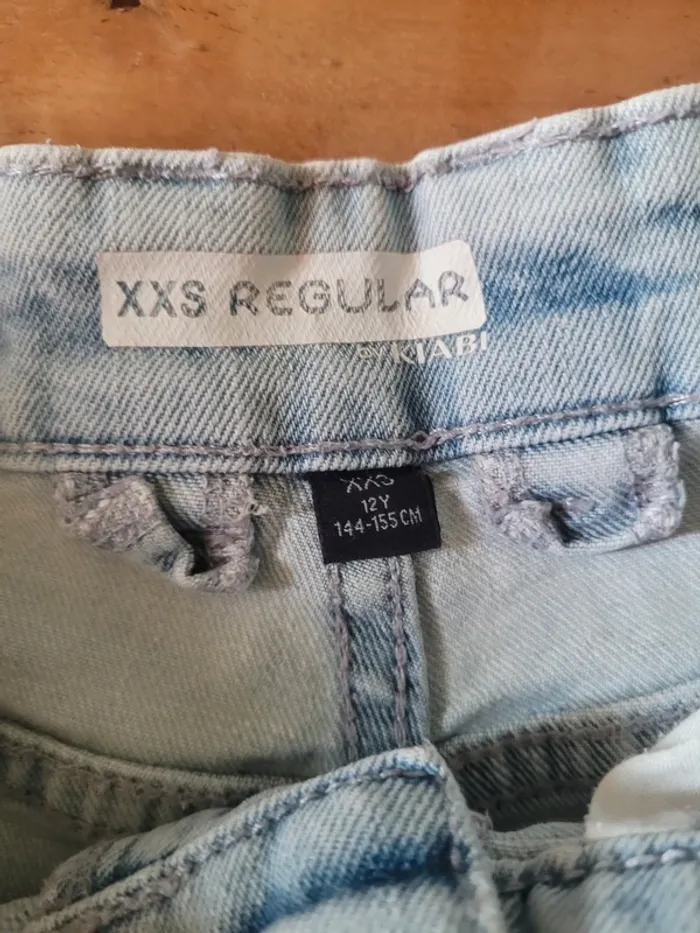 XXS REGULAR
BY KIABI
XXS
12Y
144-155 CM